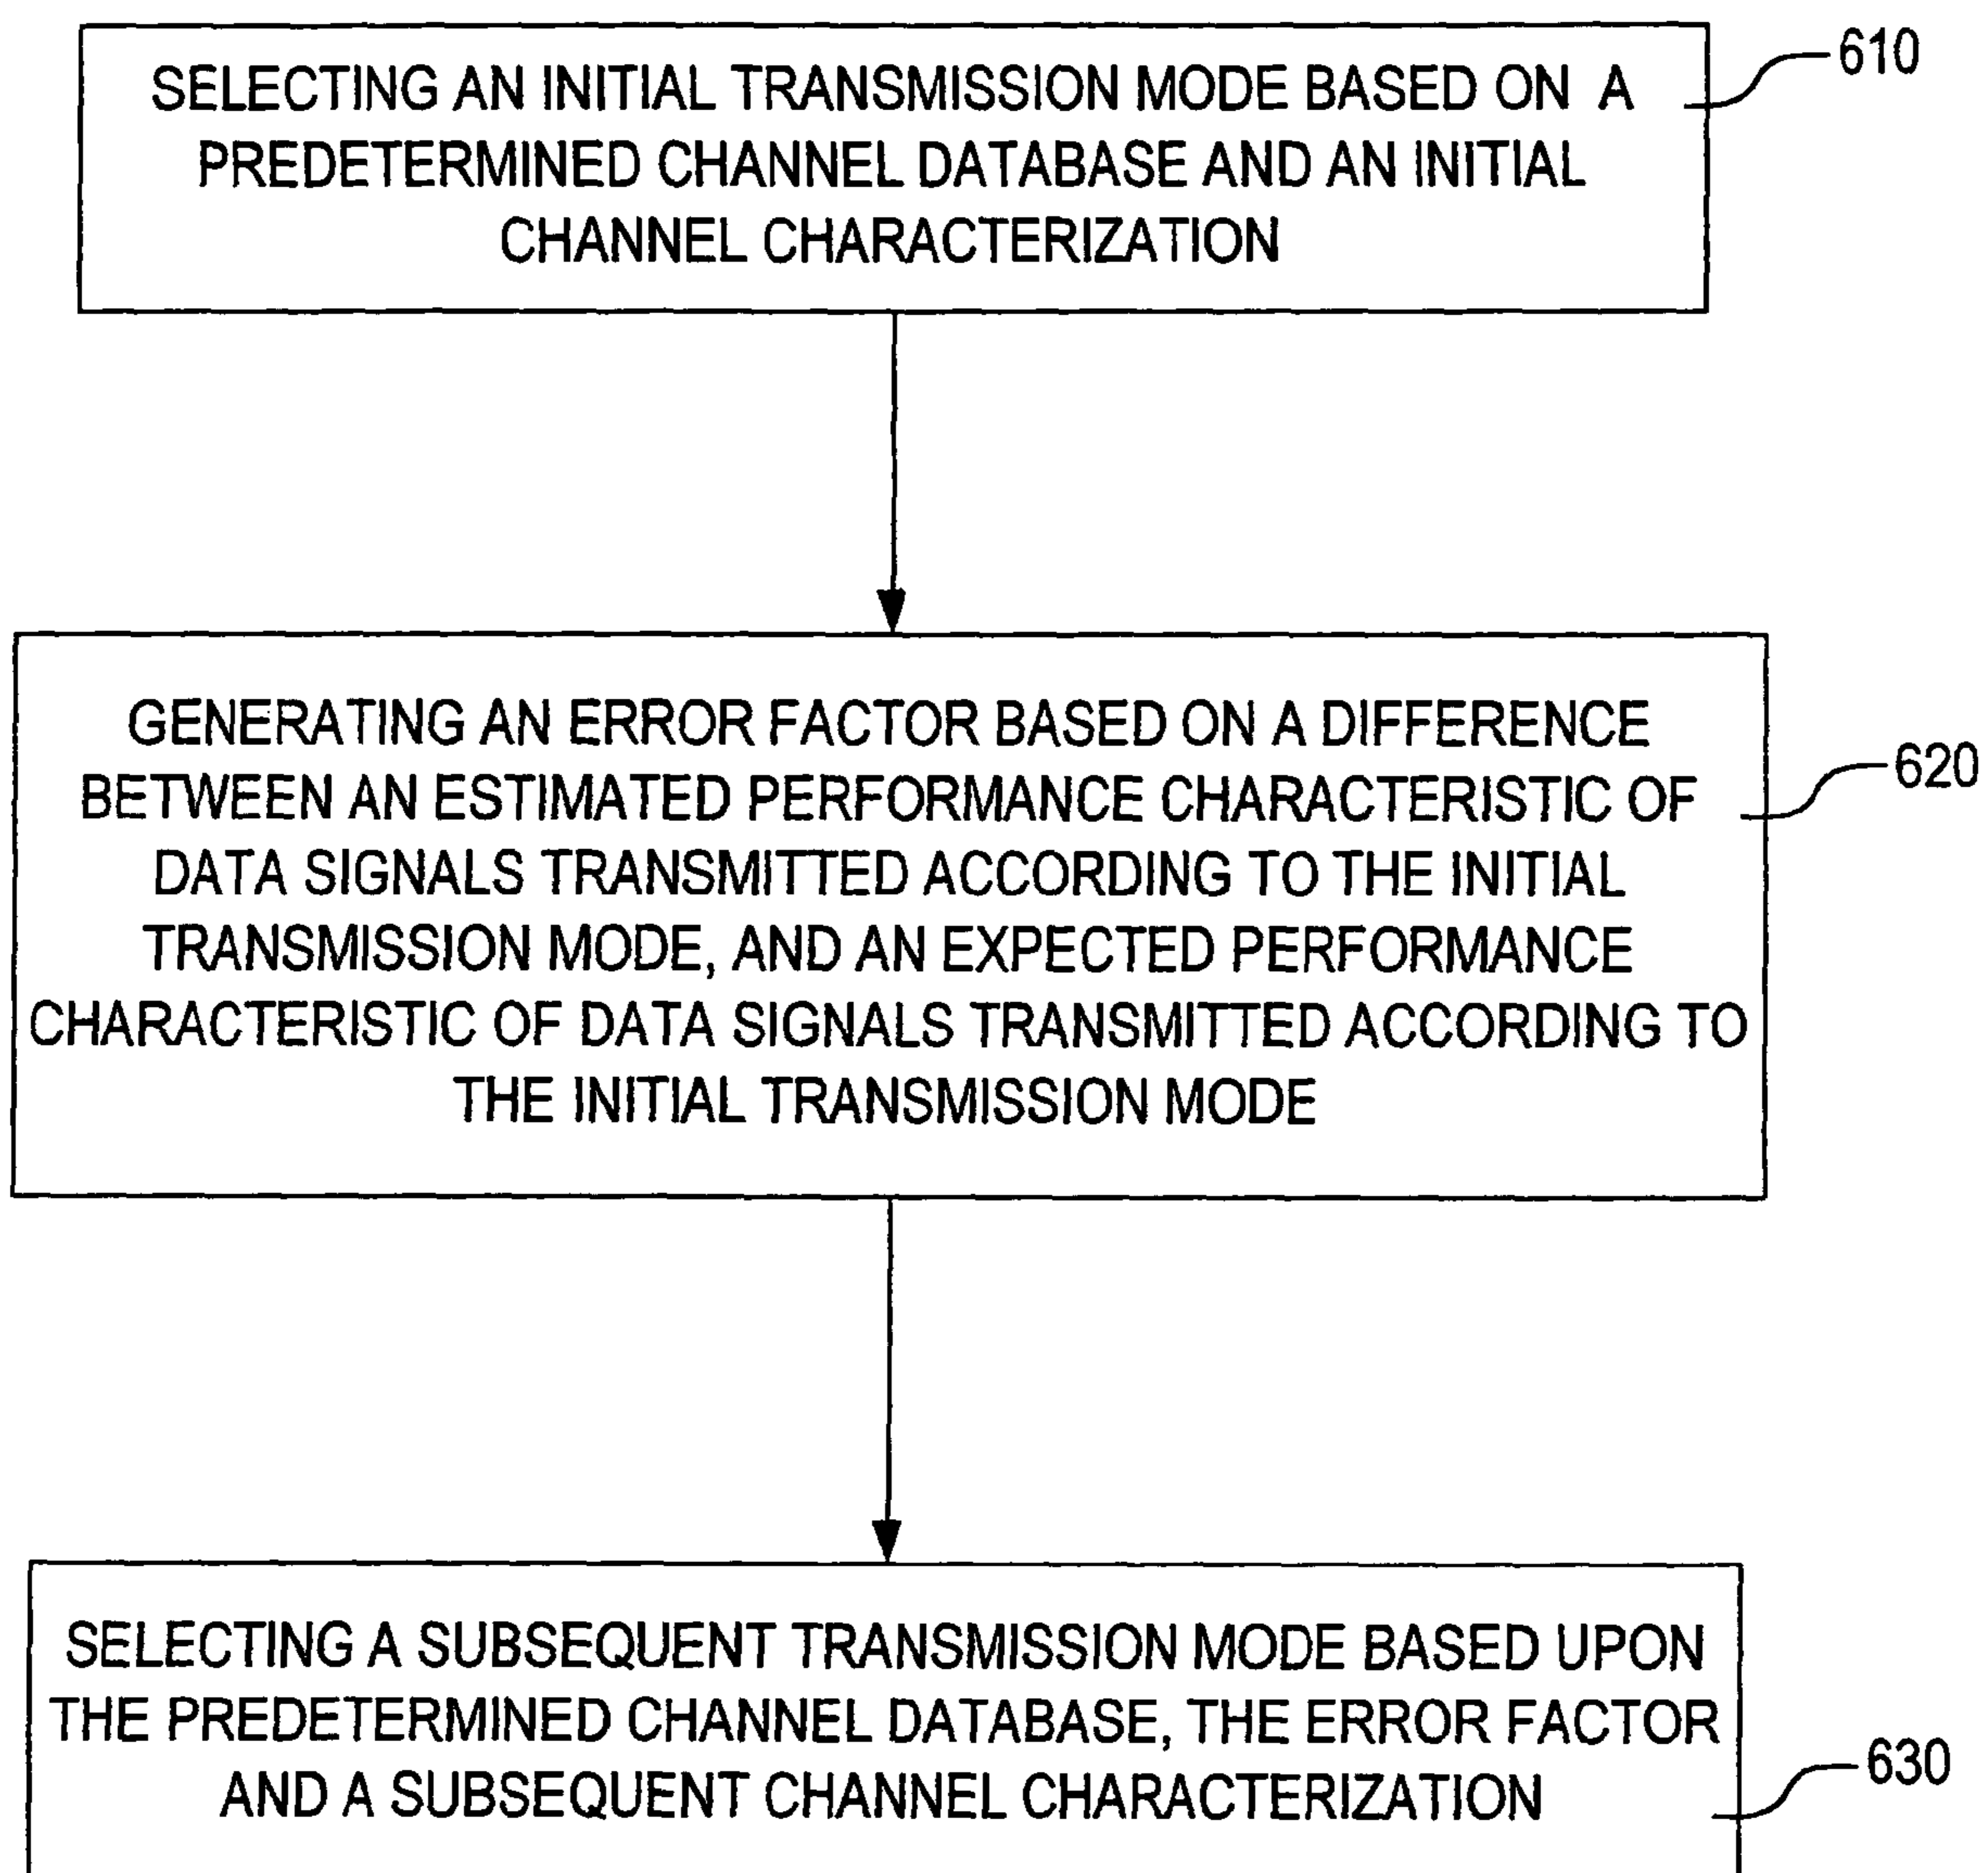 SELECTING AN INITIAL TRANSMISSION MODE BASED ON A
PREDETERMINED CHANNEL DATABASE AND AN INITIAL
CHANNEL CHARACTERIZATION
610
GENERATING AN ERROR FACTOR BASED ON A DIFFERENCE
BETWEEN AN ESTIMATED PERFORMANCE CHARACTERISTIC OF
DATA SIGNALS TRANSMITTED ACCORDING TO THE INITIAL
TRANSMISSION MODE, AND AN EXPECTED PERFORMANCE
CHARACTERISTIC OF DATA SIGNALS TRANSMITTED ACCORDING TO
THE INITIAL TRANSMISSION MODE
620
SELECTING A SUBSEQUENT TRANSMISSION MODE BASED UPON
THE PREDETERMINED CHANNEL DATABASE, THE ERROR FACTOR
AND A SUBSEQUENT CHANNEL CHARACTERIZATION
630